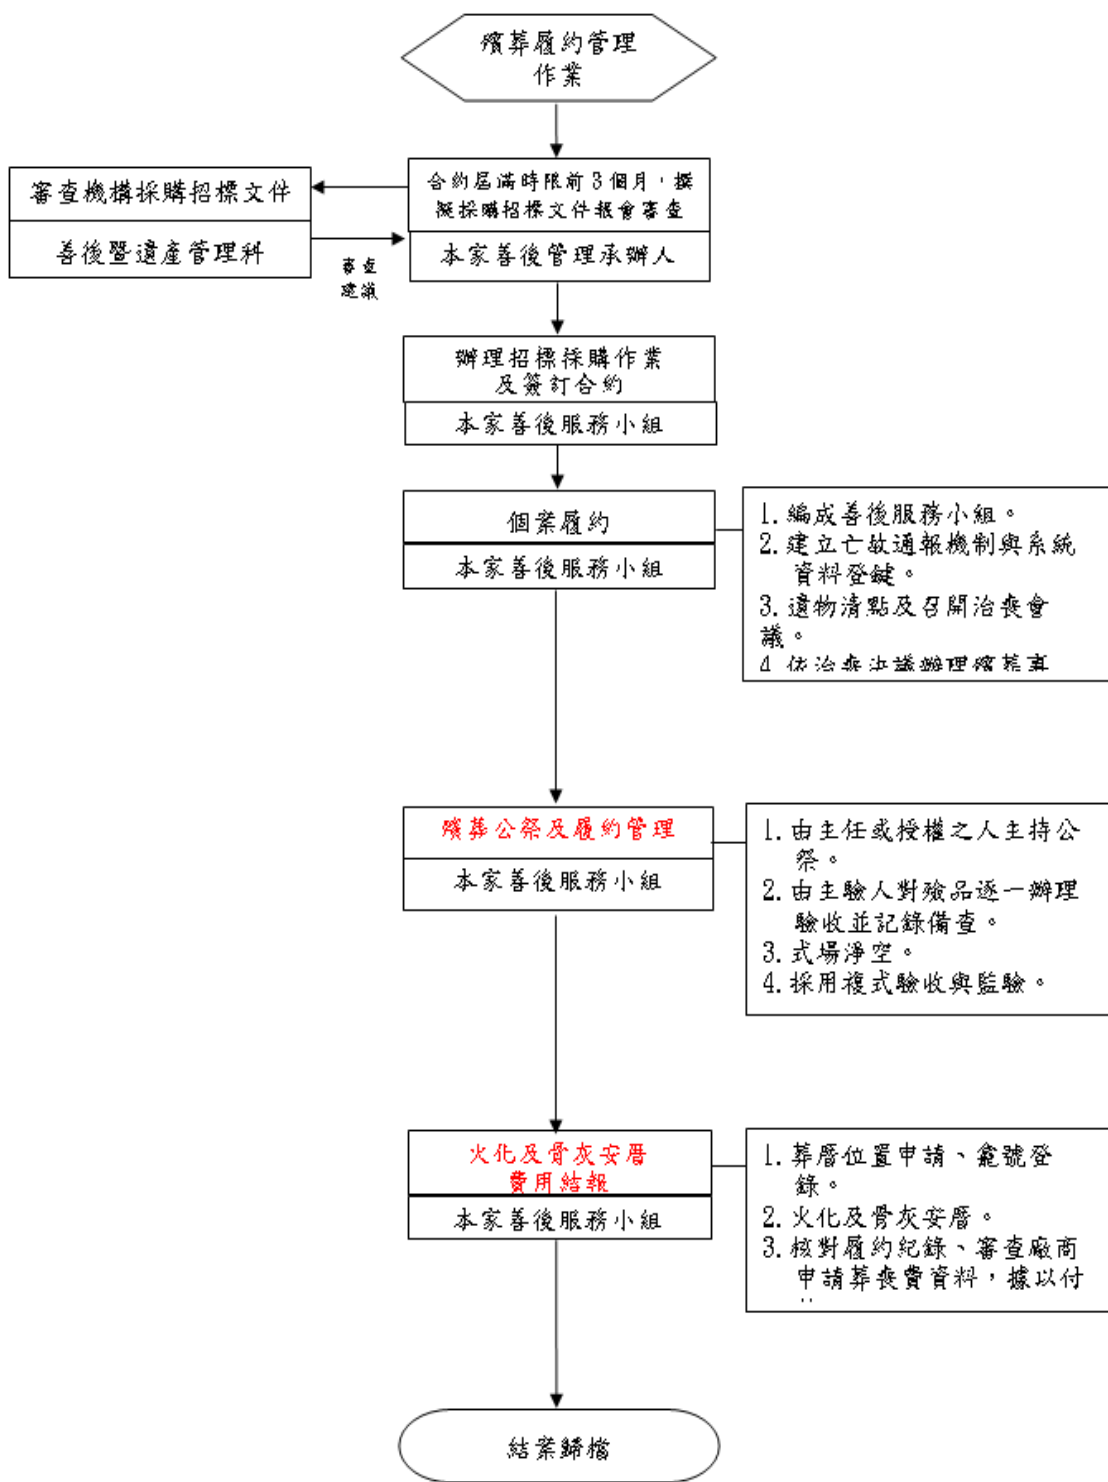 殯葬履約管理
作業
合約屆滿時限前3個月，撰
擬採購招標文件報會審查
本家善後管理承辦人
審查機構採購招標文件
善後暨遺產管理科
審查
建議
辦理招標採購作業
及簽訂合約
本家善後服務小組
個案履約
本家善後服務小組
1.編成善後服務小組。
2.建立亡故通報機制與系統
資料登鍵。
3.遺物清點及召開治喪會
議。
4.依治喪決議辦理殯葬事
殯葬公祭及履約管理
本家善後服務小組
1.由主任或授權之人主持公
祭。
2.由主驗人對殮品逐一辦理
驗收並記錄備查。
3.式場淨空。
4.採用複式驗收與監驗。
火化及骨灰安厝
費用結報
本家善後服務小組
1.葬厝位置申請、龕號登
錄。
2.火化及骨灰安厝。
3.核對履約紀錄、審查廠商
申請葬喪費資料，據以付
結案歸檔